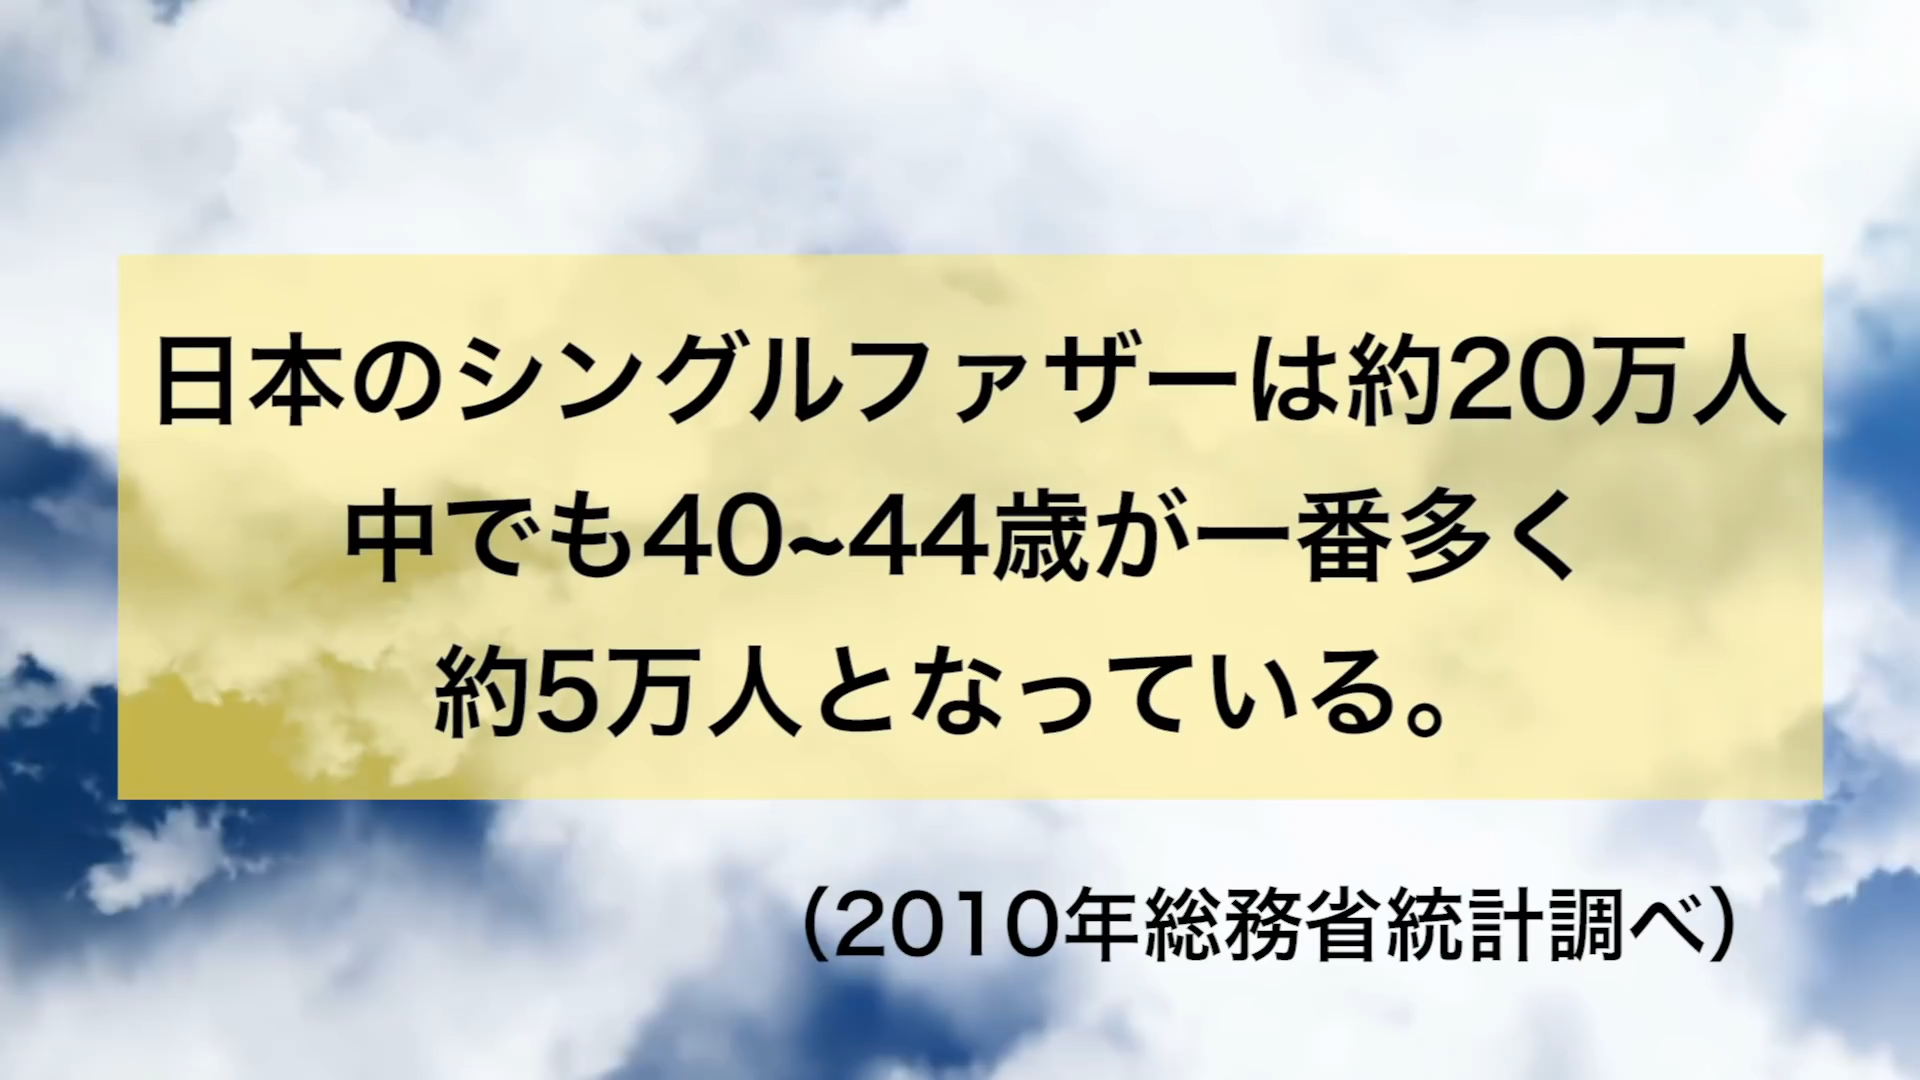 日本のシングルファザーは約20万人
中でも40~44歳が一番多く
約5万人となっている。
（2010年総務省統計調べ）